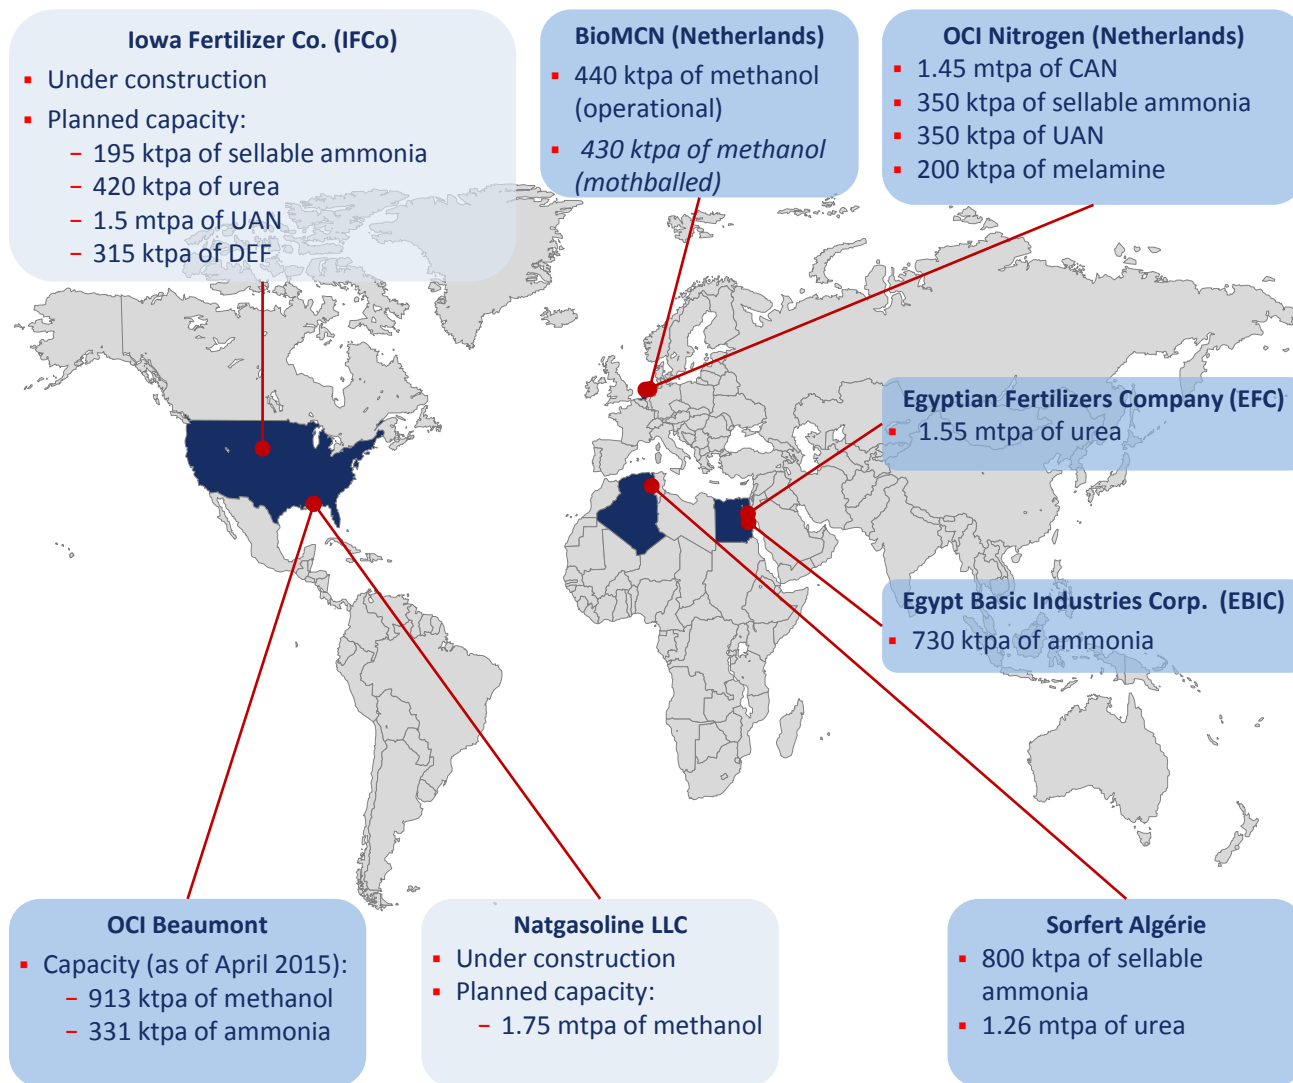 Iowa Fertilizer Co. (IFCo)
▪ Under construction
▪ Planned capacity:
– 195 ktpa of sellable ammonia
– 420 ktpa of urea
– 1.5 mtpa of UAN
– 315 ktpa of DEF
BioMCN (Netherlands)
▪ 440 ktpa of methanol
(operational)
▪ 430 ktpa of methanol
(mothballed)
OCI Nitrogen (Netherlands)
▪ 1.45 mtpa of CAN
▪ 350 ktpa of sellable ammonia
▪ 350 ktpa of UAN
▪ 200 ktpa of melamine
Egyptian Fertilizers Company (EFC)
▪ 1.55 mtpa of urea
Egypt Basic Industries Corp. (EBIC)
▪ 730 ktpa of ammonia
OCI Beaumont
▪ Capacity (as of April 2015):
– 913 ktpa of methanol
– 331 ktpa of ammonia
Natgasoline LLC
▪ Under construction
▪ Planned capacity:
– 1.75 mtpa of methanol
Sorfert Algérie
▪ 800 ktpa of sellable
ammonia
▪ 1.26 mtpa of urea